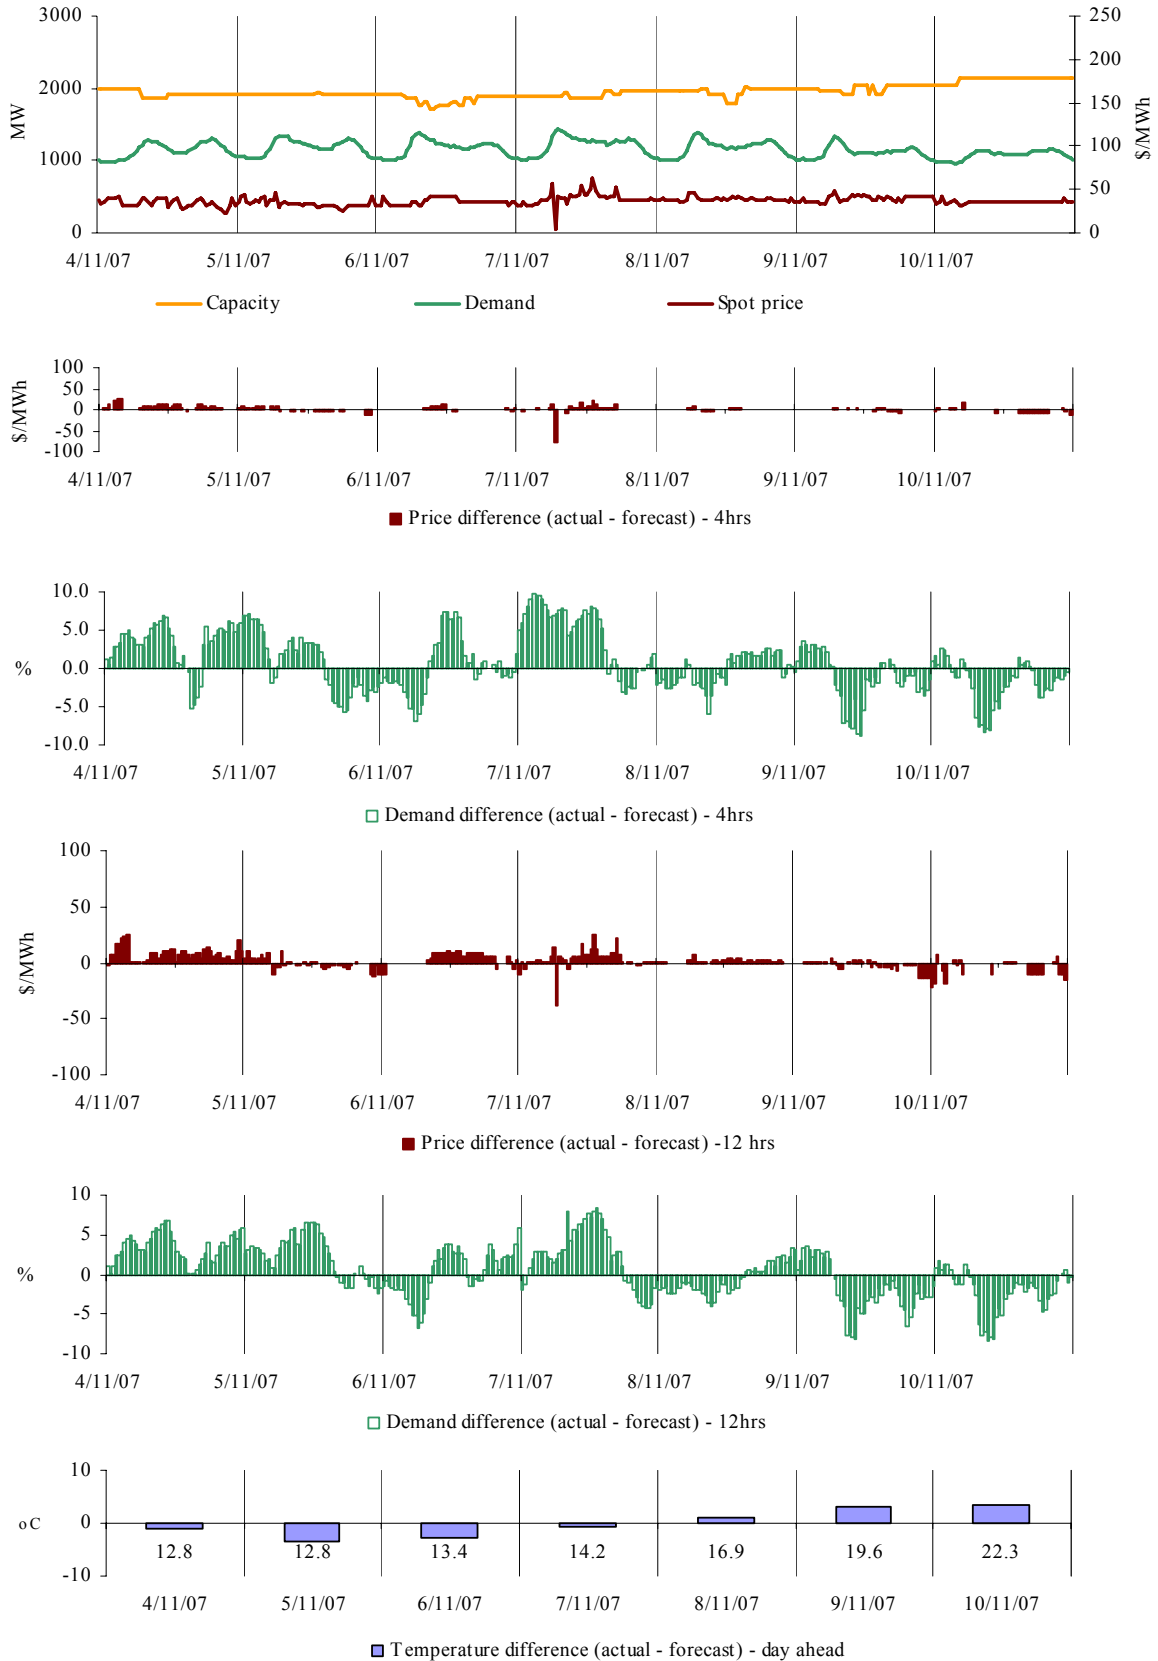 3000 250
200
2000 150
MW $/MWh
1000 100
50
0 0
4/11/07 5/11/07 6/11/07 7/11/07 8/11/07 9/11/07 10/11/07
Capacity Demand Spot price
100
50
$/MWh
0
-50
-100
4/11/07 5/11/07 6/11/07 7/11/07 8/11/07 9/11/07 10/11/07
Price difference (actual - forecast) - 4hrs
10.0
5.0
% 0.0
-5.0
-10.0
4/11/07 5/11/07 6/11/07 7/11/07 8/11/07 9/11/07 10/11/07
Demand difference (actual - forecast) - 4hrs
100
50
$/MWh 0
-50
-100
4/11/07 5/11/07 6/11/07 7/11/07 8/11/07 9/11/07 10/11/07
Price difference (actual - forecast) -12 hrs
10
5
% 0
-5
-10
4/11/07 5/11/07 6/11/07 7/11/07 8/11/07 9/11/07 10/11/07
Demand difference (actual - forecast) - 12hrs
10
oC 0
12.8 12.8 13.4 14.2 16.9 19.6 22.3
-10
4/11/07 5/11/07 6/11/07 7/11/07 8/11/07 9/11/07 10/11/07
Temperature difference (actual - forecast) - day ahead